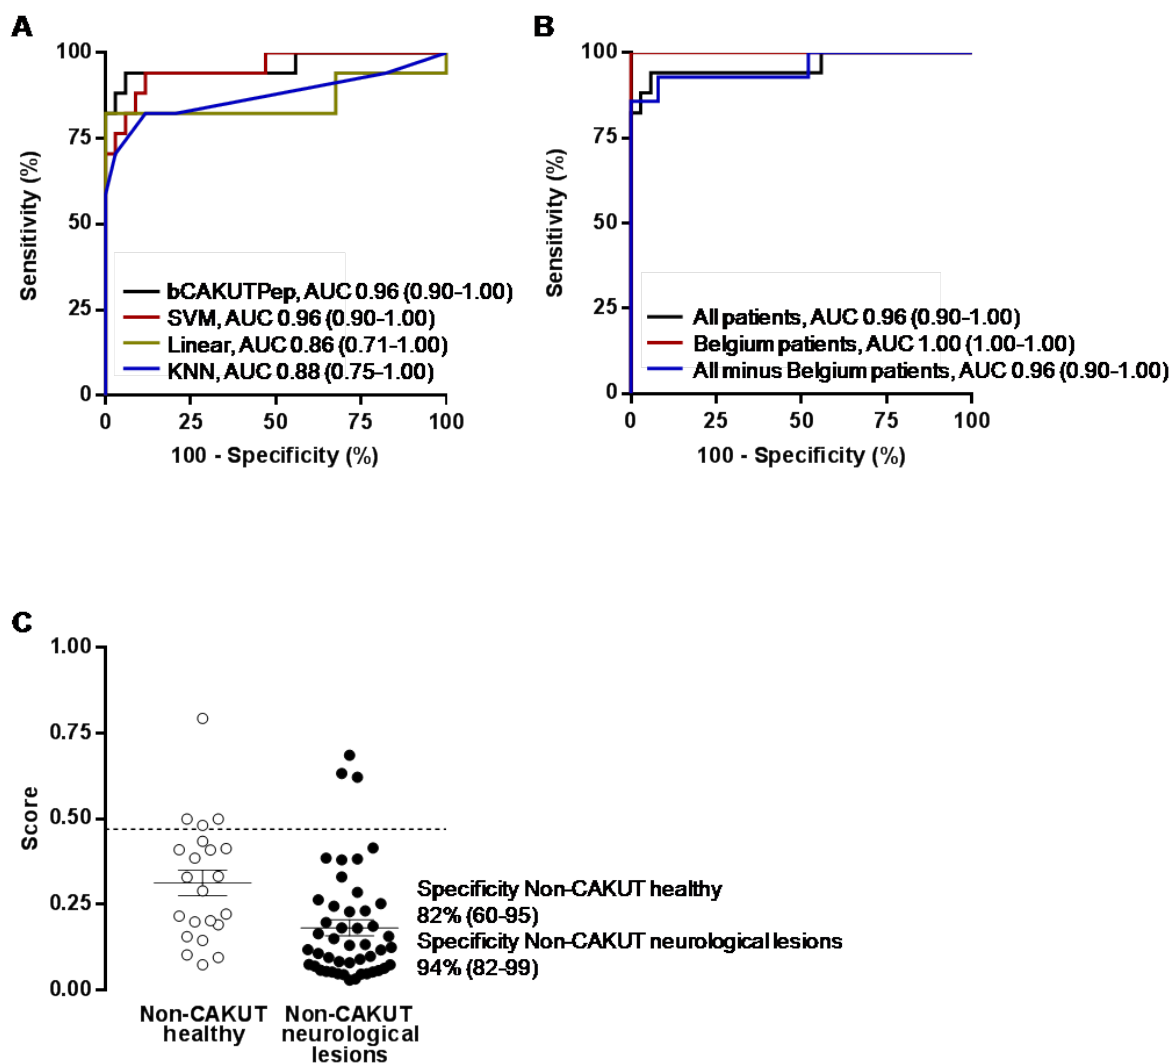 A
100
75
50
25
0
Sensitivity (%)
bCAKUTPep, AUC 0.96 (0.90-1.00)
SVM, AUC 0.96 (0.90-1.00)
Linear, AUC 0.86 (0.71-1.00)
KNN, AUC 0.88 (0.75-1.00)
0 25 50 75 100
100 - Specificity (%)
B
100
75
50
25
0
Sensitivity (%)
All patients, AUC 0.96 (0.90-1.00)
Belgium patients, AUC 1.00 (1.00-1.00)
All minus Belgium patients, AUC 0.96 (0.90-1.00)
0 25 50 75 100
100 - Specificity (%)
C
1.00
0.75
0.50
0.25
0.00
Score
Specificity Non-CAKUT healthy
82% (60-95)
Specificity Non-CAKUT neurological lesions
94% (82-99)
Non-CAKUT
healthy
Non-CAKUT
neurological
lesions